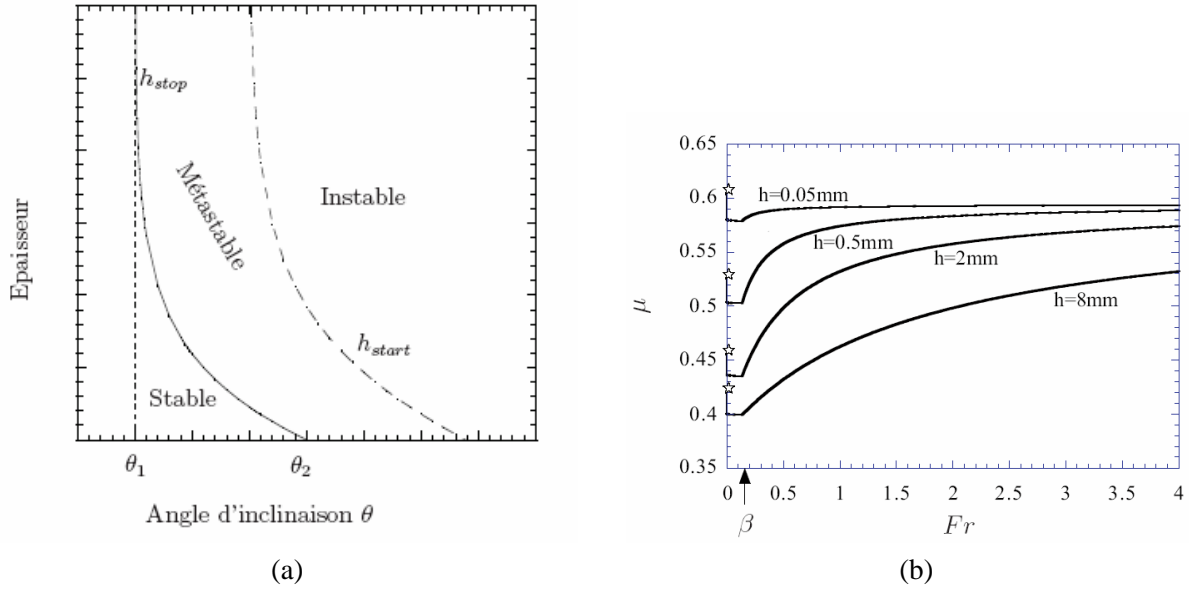 Epaisseur
h_stop
Métastable
Instable
h_start
Stable
θ1
θ2
Angle d'inclinaison θ
(a)
0.65
0.6
0.55
0.5
0.45
0.4
0.35
μ
h=0.05mm
h=0.5mm
h=2mm
h=8mm
0 0.5 1 1.5 2 2.5 3 3.5 4
β
Fr
(b)